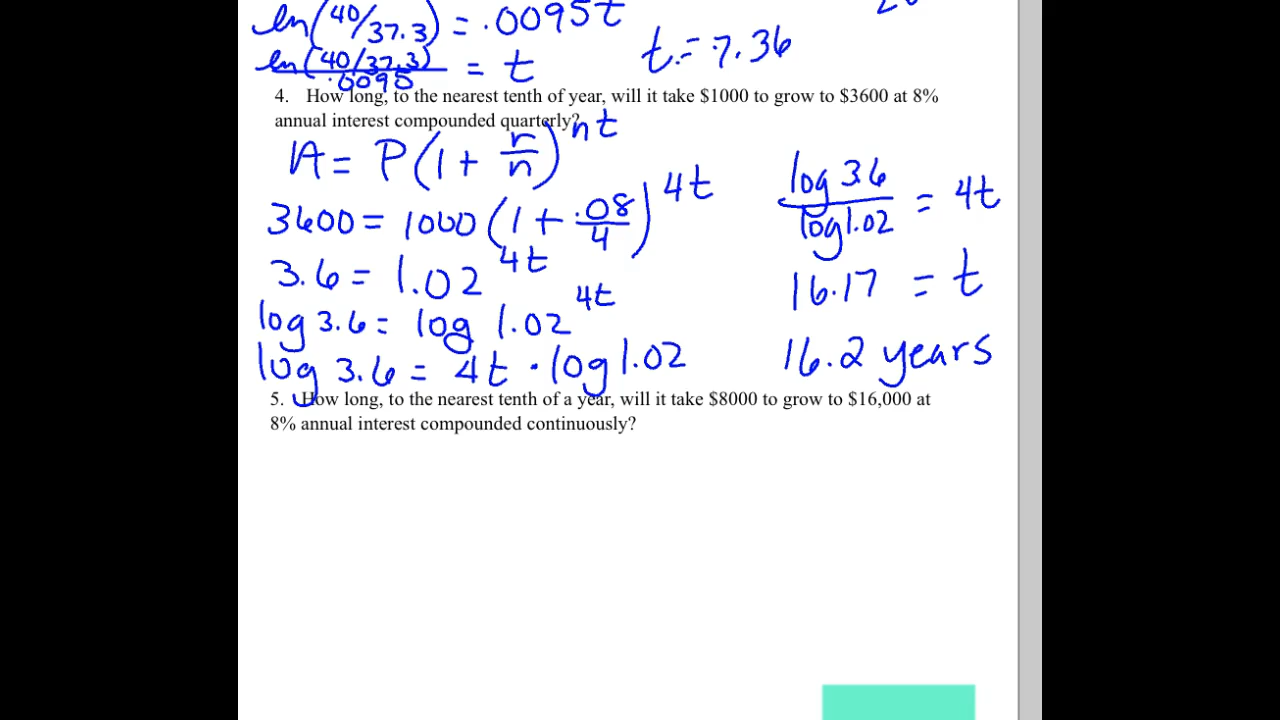 ln(40/37.3) = .0095t
ln(40/37.3)/.0095 = t
t = 7.36
4. How long, to the nearest tenth of year, will it take $1000 to grow to $3600 at 8%
annual interest compounded quarterly?
A = P(1 + r/n)^nt
3600 = 1000(1 + .08/4)^4t
3.6 = 1.02^4t
log 3.6 = log 1.02^4t
log 3.6 = 4t · log 1.02
log 3.6/log 1.02 = 4t
16.17 = t
16.2 years
5. How long, to the nearest tenth of a year, will it take $8000 to grow to $16,000 at
8% annual interest compounded continuously?